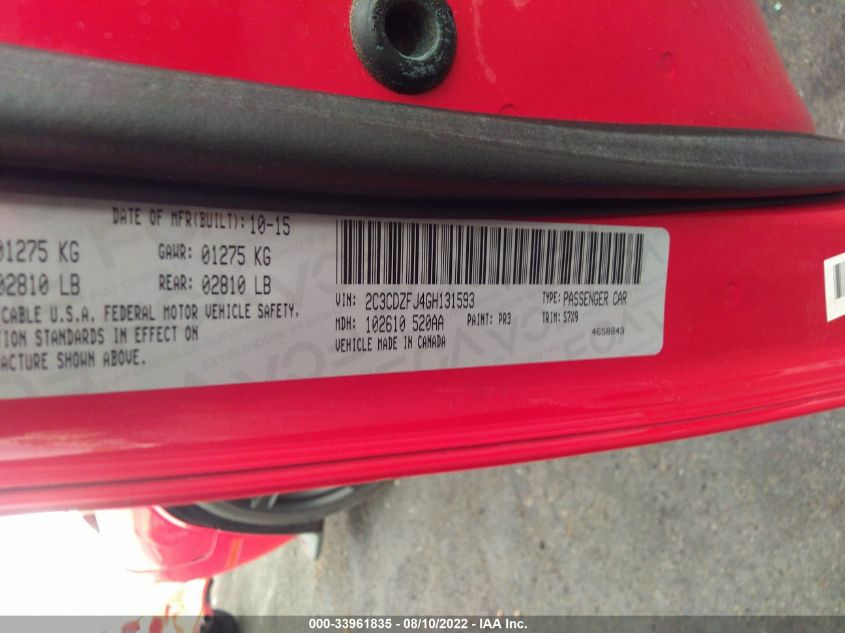 DATE OF MFR(BUILT): 10-15
01275 KG GAWR: 01275 KG
02810 LB REAR: 02810 LB
CABLE U.S.A. FEDERAL MOTOR VEHICLE SAFETY,
TION STANDARDS IN EFFECT ON
FACTURE SHOWN ABOVE.
VIN: 2C3CDZFJ4GH131593 TYPE: PASSENGER CAR
MDH: 102610 520AA PAINT: PR3 TRIM: S7X9
VEHICLE MADE IN CANADA 4658843
000-33961835 - 08/10/2022 - IAA Inc.